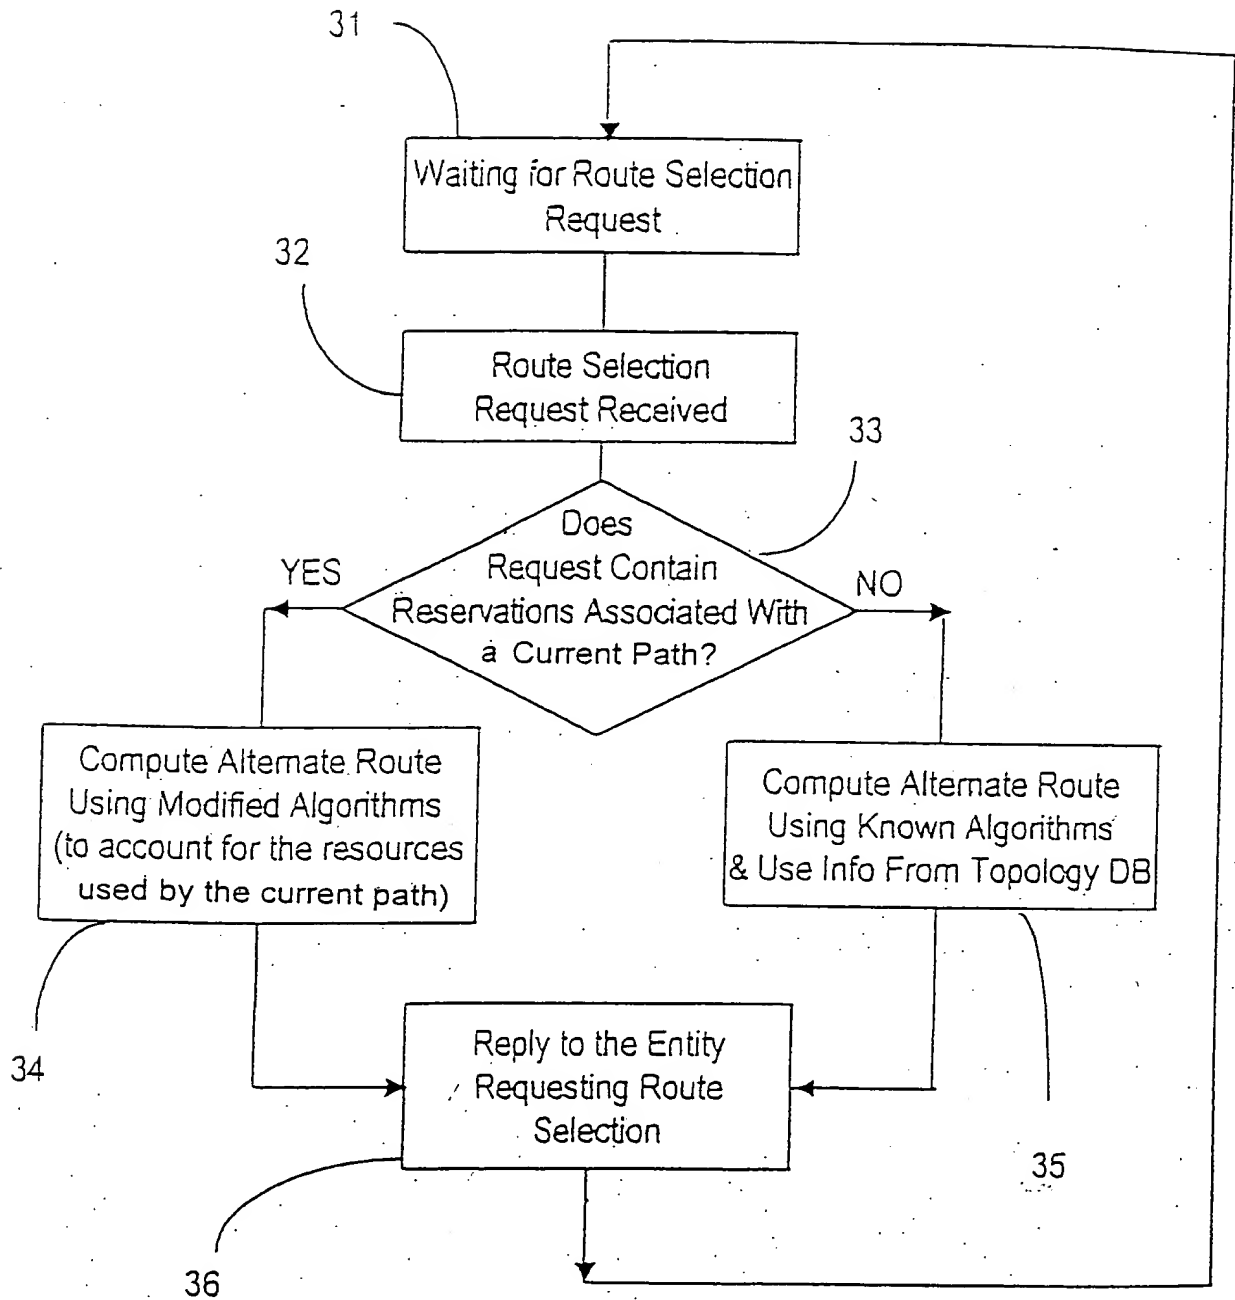 31
Waiting for Route Selection
Request
32
Route Selection
Request Received
33
Does
Request Contain
Reservations Associated With
a Current Path?
YES
NO
Compute Alternate Route
Using Modified Algorithms
(to account for the resources
used by the current path)
Compute Alternate Route
Using Known Algorithms
& Use Info From Topology DB
34
Reply to the Entity
Requesting Route
Selection
35
36